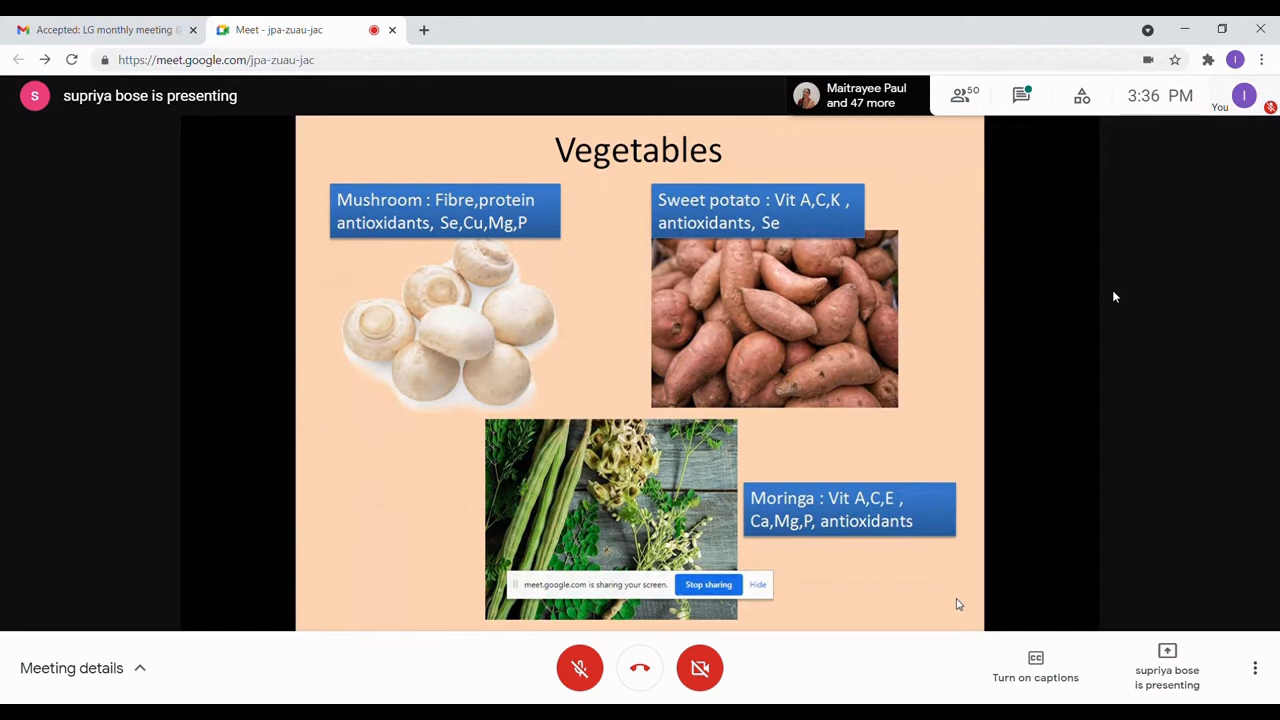 Accepted: LG monthly meeting
Meet - jpa-zuau-jac
https://meet.google.com/jpa-zuau-jac
S
supriya bose is presenting
Maitrayee Paul
and 47 more
50
3:36 PM
You
I
I
Vegetables
Mushroom : Fibre,protein
antioxidants, Se,Cu,Mg,P
Sweet potato : Vit A,C,K ,
antioxidants, Se
Moringa : Vit A,C,E ,
Ca,Mg,P, antioxidants
meet.google.com is sharing your screen.
Stop sharing
Hide
Meeting details
CC
Turn on captions
supriya bose
is presenting